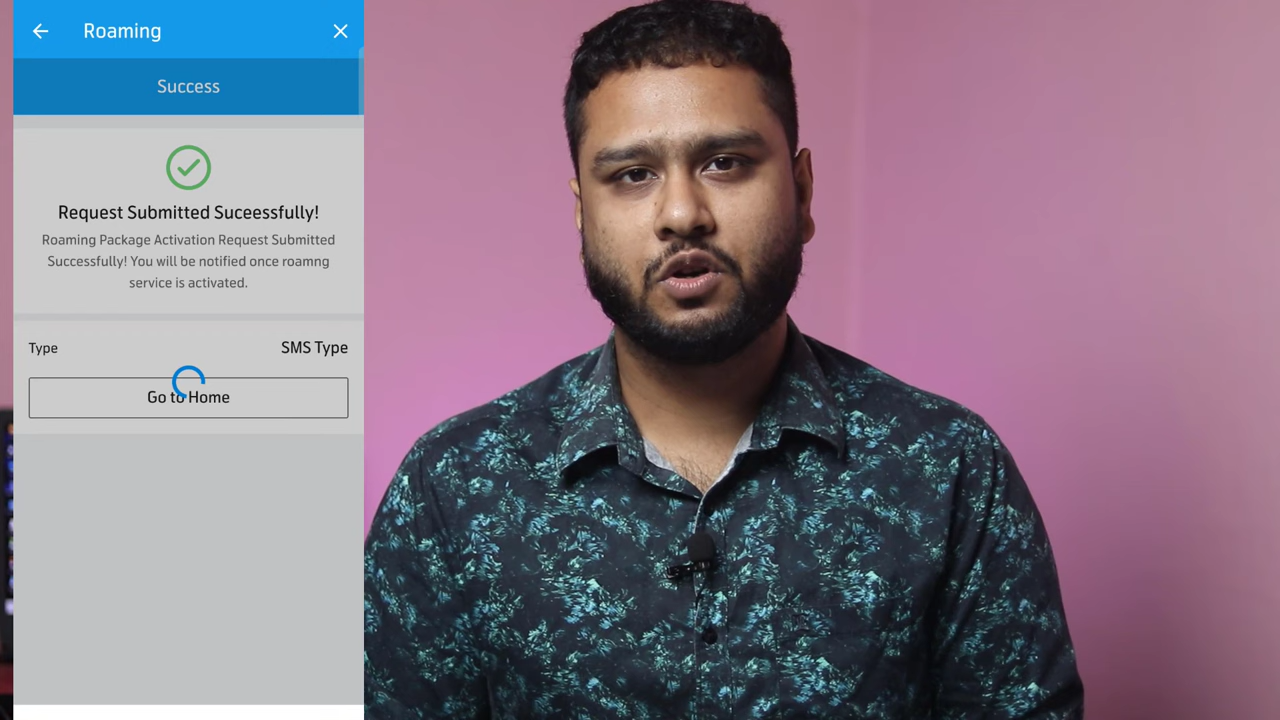 Roaming
Success
Request Submitted Suceessfully!
Roaming Package Activation Request Submitted
Successfully! You will be notified once roamng
service is activated.
Type SMS Type
Go to Home